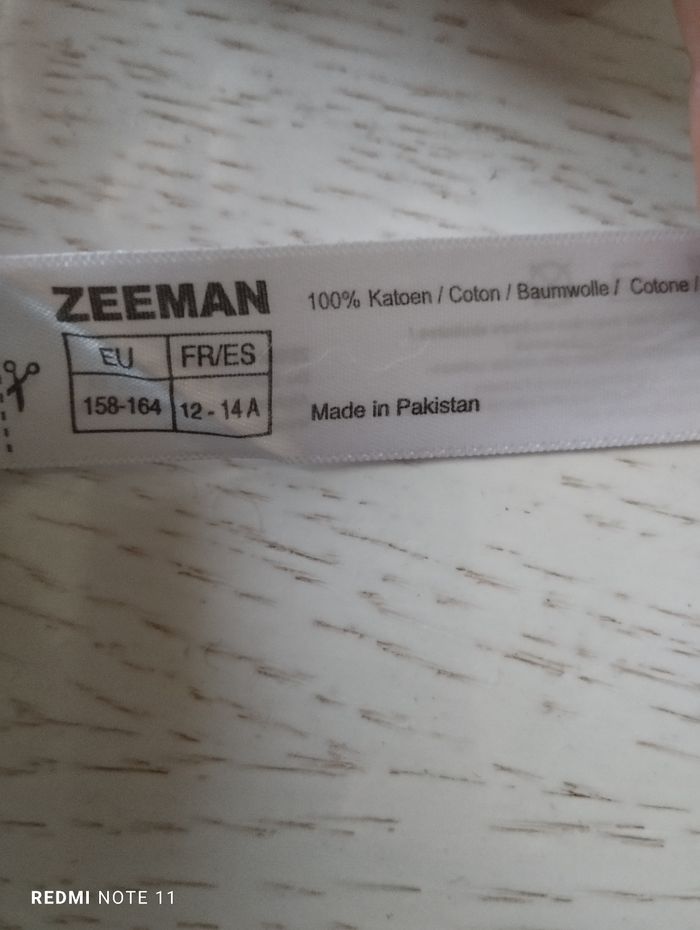 ZEEMAN
EU FR/ES
158-164 12 - 14 A
100% Katoen / Coton / Baumwolle / Cotone /
Made in Pakistan
REDMI NOTE 11